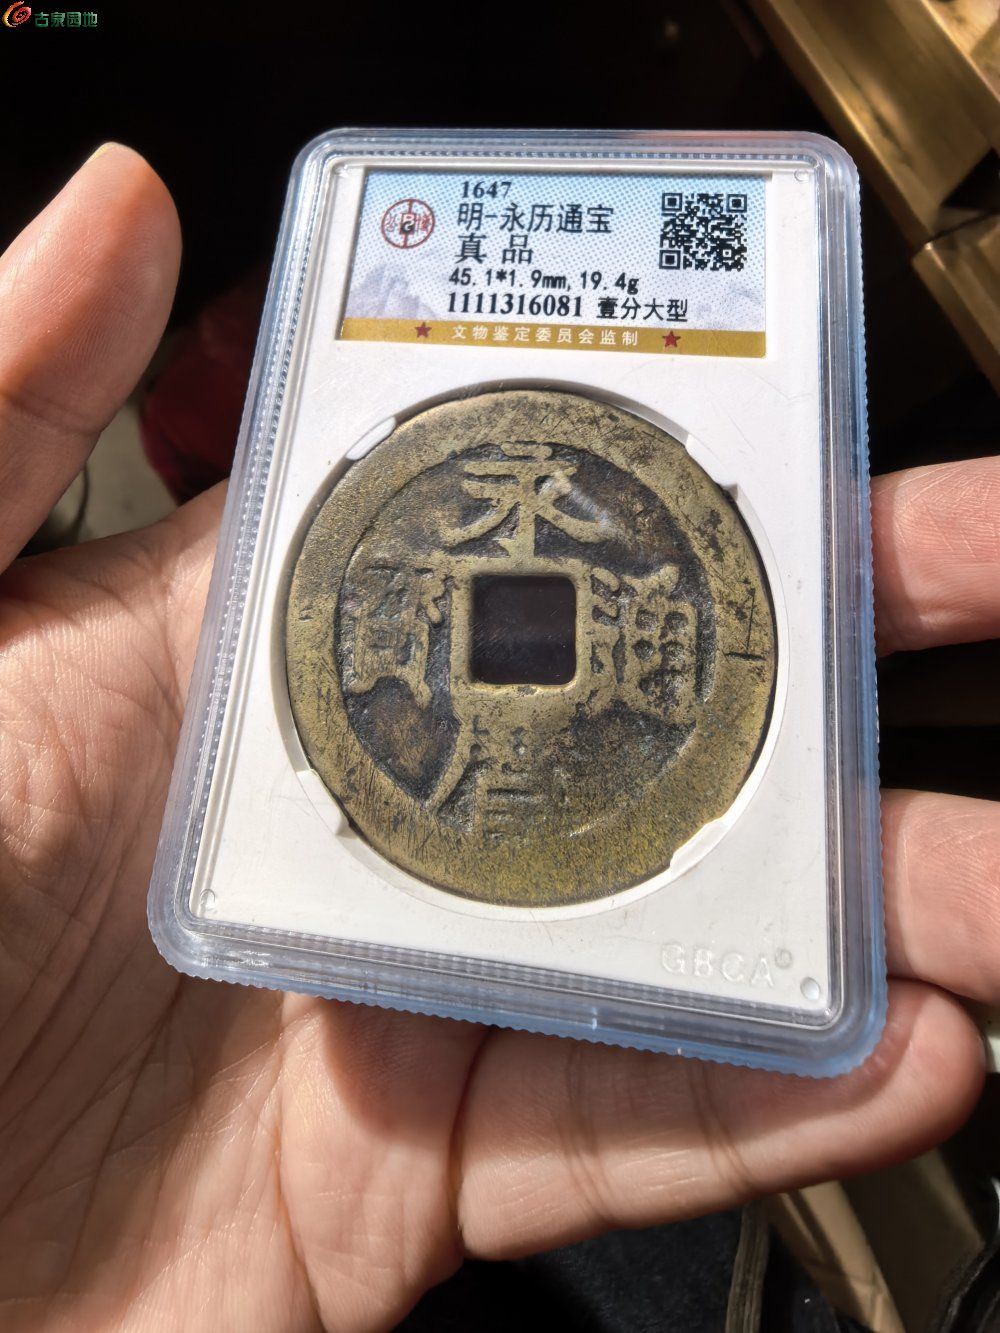 古泉园地
1647
明-永历通宝
真品
45.1*1.9mm,19.4g
1111316081 壹分大型
文物鉴定委员会监制
永
寶 通
曆
GBCA